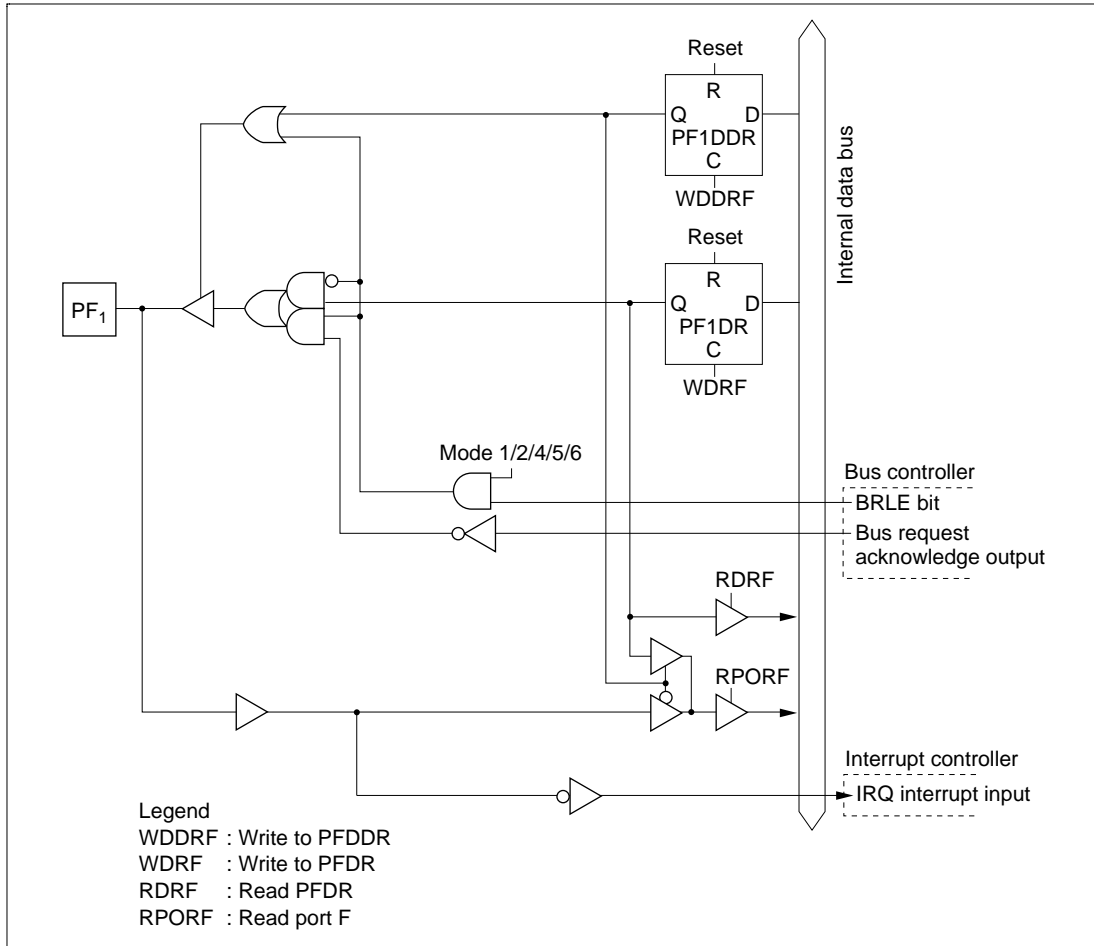 Reset
R
Q D
PF1DDR
C
WDDRF
Internal data bus
Reset
R
Q D
PF1DR
C
WDRF
PF1
Mode 1/2/4/5/6
Bus controller
BRLE bit
Bus request
acknowledge output
RDRF
RPORF
Interrupt controller
IRQ interrupt input
Legend
WDDRF : Write to PFDDR
WDRF : Write to PFDR
RDRF : Read PFDR
RPORF : Read port F